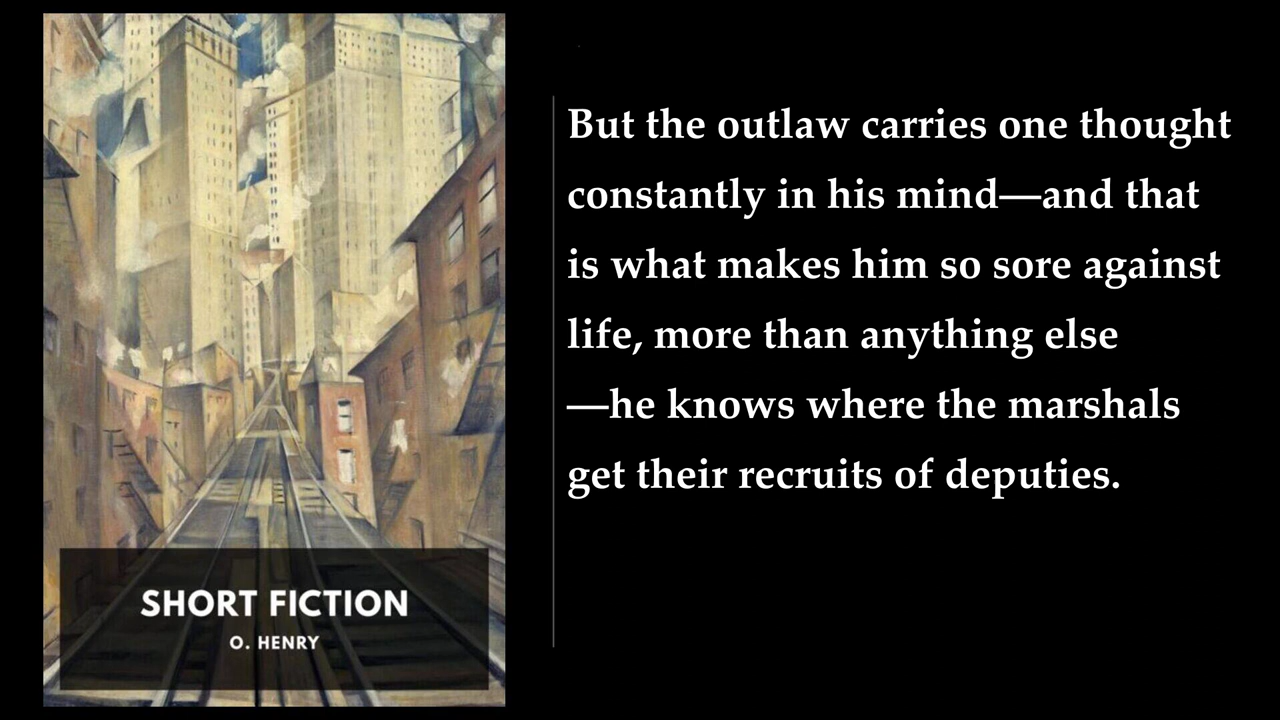 But the outlaw carries one thought
constantly in his mind—and that
is what makes him so sore against
life, more than anything else
—he knows where the marshals
get their recruits of deputies.
SHORT FICTION
O. HENRY